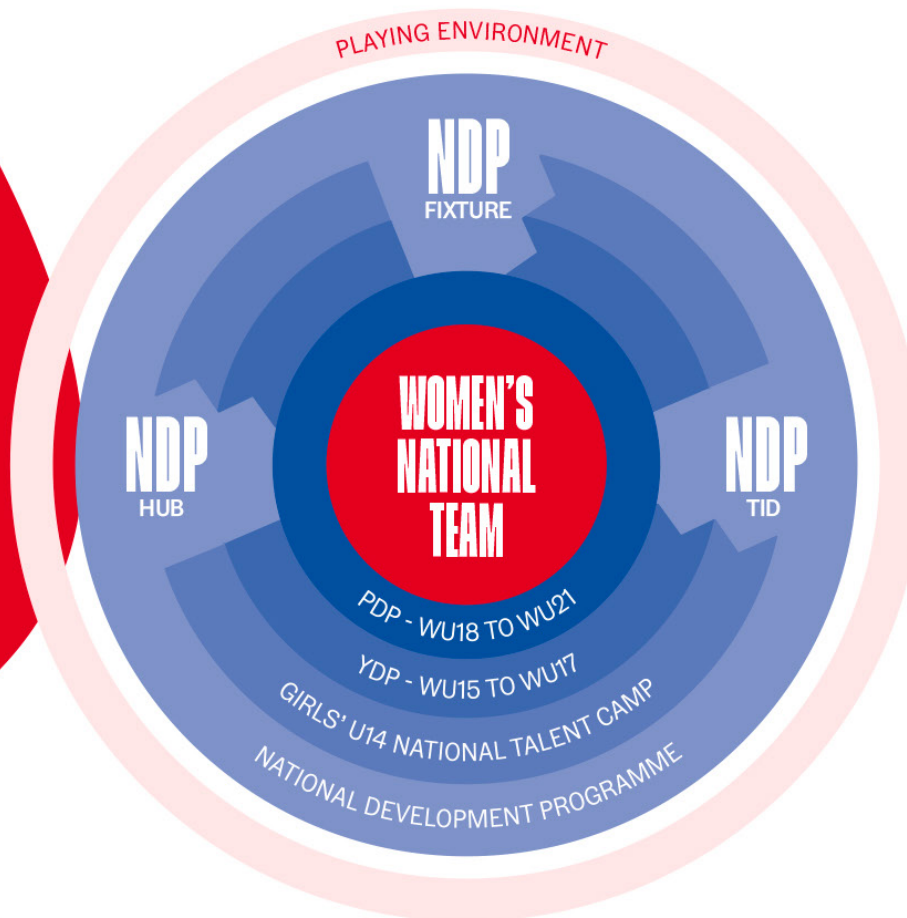 PLAYING ENVIRONMENT
NDP
FIXTURE
NDP
HUB
WOMEN'S
NATIONAL
TEAM
NDP
TID
PDP - WU18 TO WU21
YDP - WU15 TO WU17
GIRLS' U14 NATIONAL TALENT CAMP
NATIONAL DEVELOPMENT PROGRAMME